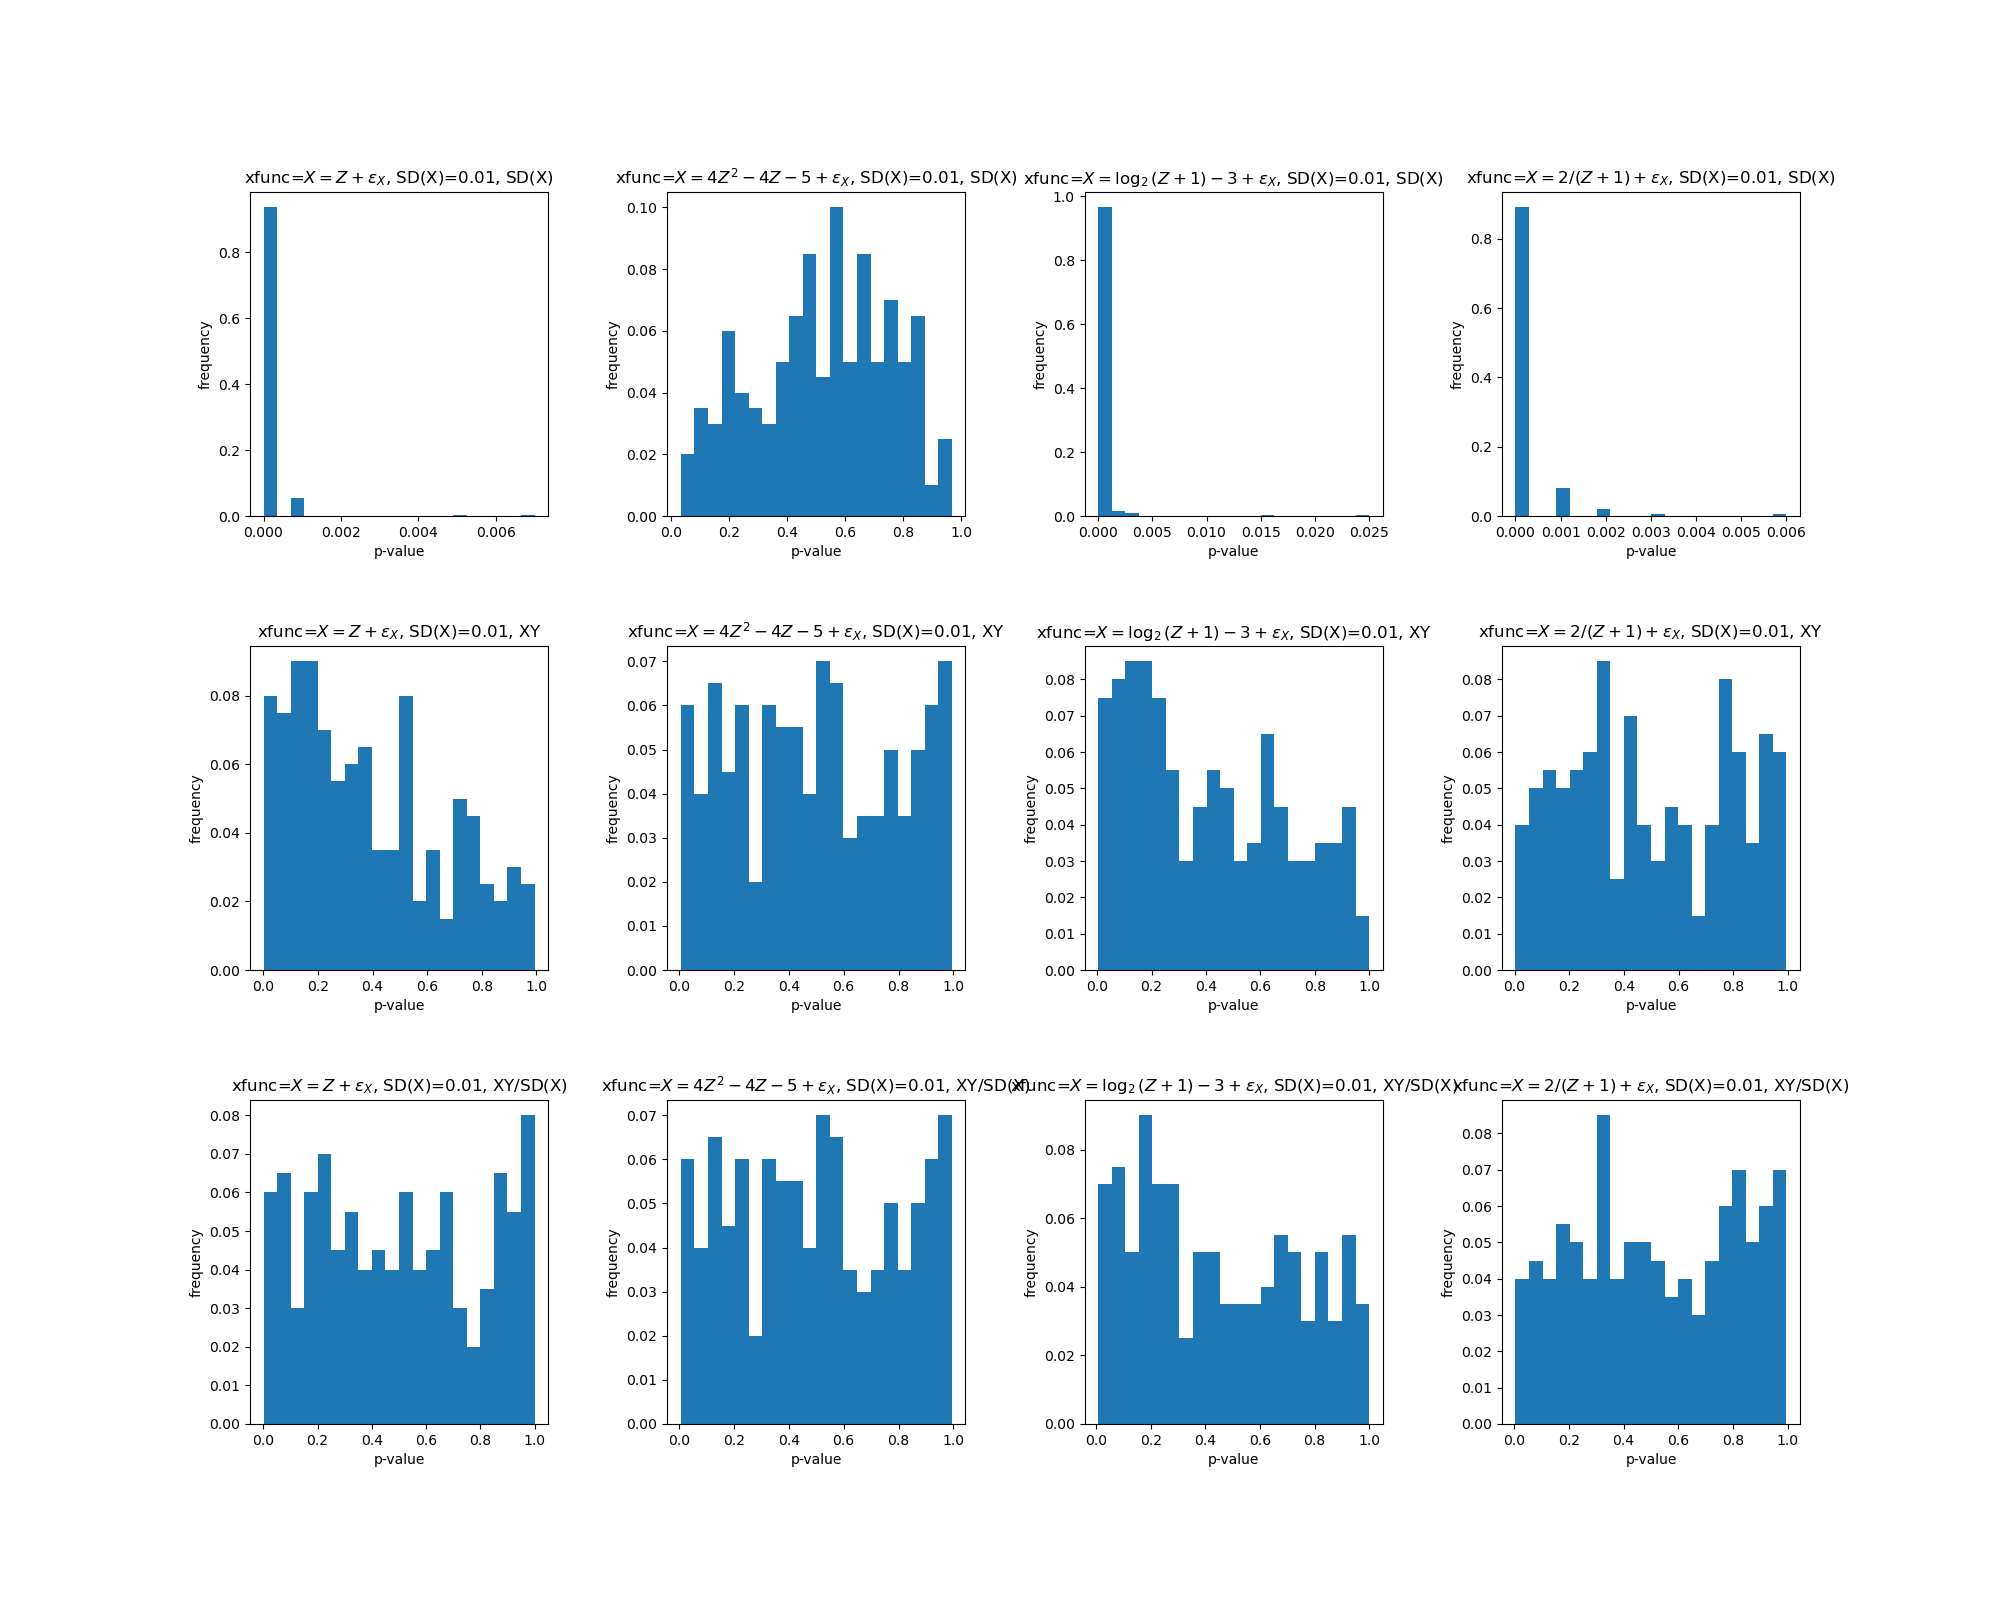 xfunc=X = Z + ε_X, SD(X)=0.01, SD(X)
frequency
0.8
0.6
0.4
0.2
0.0
0.000 0.002 0.004 0.006
p-value
xfunc=X = 4Z² − 4Z − 5 + ε_X, SD(X)=0.01, SD(X)
frequency
0.10
0.08
0.06
0.04
0.02
0.00
0.0 0.2 0.4 0.6 0.8 1.0
p-value
xfunc=X = log₂(Z + 1) − 3 + ε_X, SD(X)=0.01, SD(X)
frequency
1.0
0.8
0.6
0.4
0.2
0.0
0.000 0.005 0.010 0.015 0.020 0.025
p-value
xfunc=X = 2/(Z + 1) + ε_X, SD(X)=0.01, SD(X)
frequency
0.8
0.6
0.4
0.2
0.0
0.000 0.001 0.002 0.003 0.004 0.005 0.006
p-value
xfunc=X = Z + ε_X, SD(X)=0.01, XY
frequency
0.08
0.06
0.04
0.02
0.00
0.0 0.2 0.4 0.6 0.8 1.0
p-value
xfunc=X = 4Z² − 4Z − 5 + ε_X, SD(X)=0.01, XY
frequency
0.07
0.06
0.05
0.04
0.03
0.02
0.01
0.00
0.0 0.2 0.4 0.6 0.8 1.0
p-value
xfunc=X = log₂(Z + 1) − 3 + ε_X, SD(X)=0.01, XY
frequency
0.08
0.07
0.06
0.05
0.04
0.03
0.02
0.01
0.00
0.0 0.2 0.4 0.6 0.8 1.0
p-value
xfunc=X = 2/(Z + 1) + ε_X, SD(X)=0.01, XY
frequency
0.08
0.07
0.06
0.05
0.04
0.03
0.02
0.01
0.00
0.0 0.2 0.4 0.6 0.8 1.0
p-value
xfunc=X = Z + ε_X, SD(X)=0.01, XY/SD(X)
frequency
0.08
0.07
0.06
0.05
0.04
0.03
0.02
0.01
0.00
0.0 0.2 0.4 0.6 0.8 1.0
p-value
xfunc=X = 4Z² − 4Z − 5 + ε_X, SD(X)=0.01, XY/SD(X)
frequency
0.07
0.06
0.05
0.04
0.03
0.02
0.01
0.00
0.0 0.2 0.4 0.6 0.8 1.0
p-value
xfunc=X = log₂(Z + 1) − 3 + ε_X, SD(X)=0.01, XY/SD(X)
frequency
0.08
0.06
0.04
0.02
0.00
0.0 0.2 0.4 0.6 0.8 1.0
p-value
xfunc=X = 2/(Z + 1) + ε_X, SD(X)=0.01, XY/SD(X)
frequency
0.08
0.07
0.06
0.05
0.04
0.03
0.02
0.01
0.00
0.0 0.2 0.4 0.6 0.8 1.0
p-value